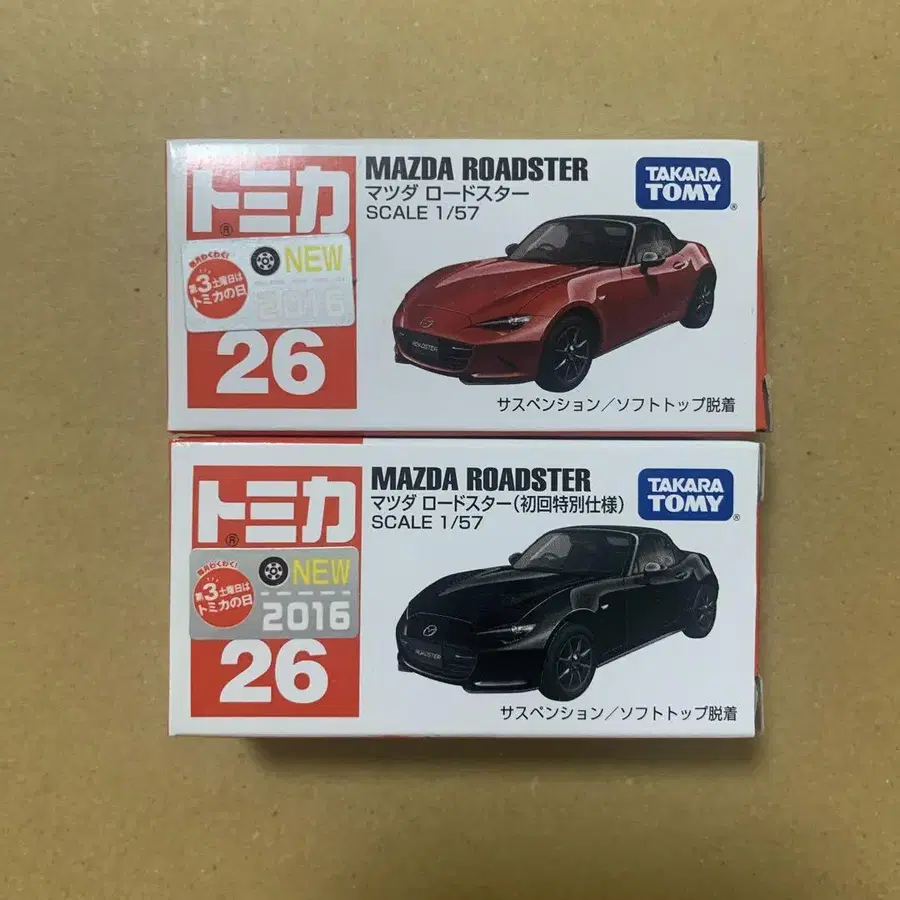 トミカ
®
毎月わくわく!
第3土曜日は
トミカの日
NEW
2016
26
MAZDA ROADSTER
マツダ ロードスター
SCALE 1/57
TAKARA
TOMY
®
ROADSTER
サスペンション/ソフトトップ脱着
トミカ
®
毎月わくわく!
第3土曜日は
トミカの日
NEW
2016
26
MAZDA ROADSTER
マツダ ロードスター(初回特別仕様)
SCALE 1/57
TAKARA
TOMY
®
ROADSTER
サスペンション/ソフトトップ脱着